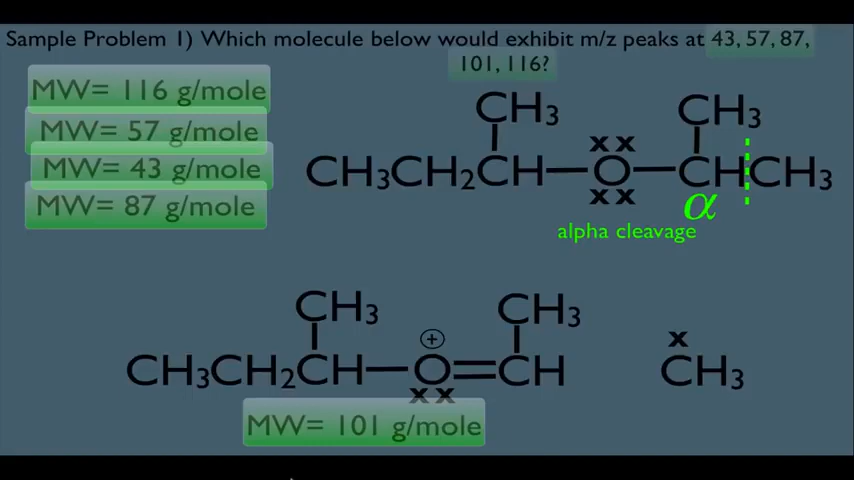 Sample Problem 1) Which molecule below would exhibit m/z peaks at 43, 57, 87,
101, 116?
MW= 116 g/mole
MW= 57 g/mole
MW= 43 g/mole
MW= 87 g/mole
CH3 CH3
x x
CH3CH2CH—O—CHCH3
x x
α
alpha cleavage
CH3 CH3
+ x
CH3CH2CH—O=CH CH3
x x
MW= 101 g/mole